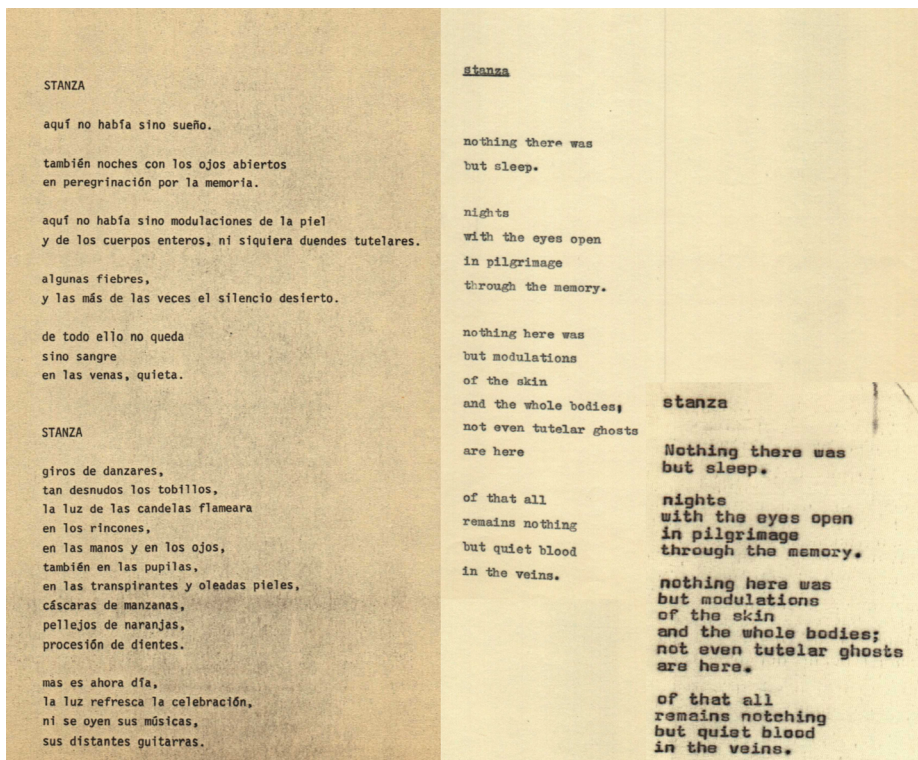 STANZA
aquí no había sino sueño.
también noches con los ojos abiertos
en peregrinación por la memoria.
aquí no había sino modulaciones de la piel
y de los cuerpos enteros, ni siquiera duendes tutelares.
algunas fiebres,
y las más de las veces el silencio desierto.
de todo ello no queda
sino sangre
en las venas, quieta.
STANZA
giros de danzares,
tan desnudos los tobillos,
la luz de las candelas flameara
en los rincones,
en las manos y en los ojos,
también en las pupilas,
en las transpirantes y oleadas pieles,
cáscaras de manzanas,
pellejos de naranjas,
procesión de dientes.
mas es ahora día,
la luz refresca la celebración,
ni se oyen sus músicas,
sus distantes guitarras.
stanza
nothing there was
but sleep.
nights
with the eyes open
in pilgrimage
through the memory.
nothing here was
but modulations
of the skin
and the whole bodies;
not even tutelar ghosts
are here
of that all
remains nothing
but quiet blood
in the veins.
stanza
Nothing there was
but sleep.
nights
with the eyes open
in pilgrimage
through the memory.
nothing here was
but modulations
of the skin
and the whole bodies;
not even tutelar ghosts
are here.
of that all
remains notching
but quiet blood
in the veins.